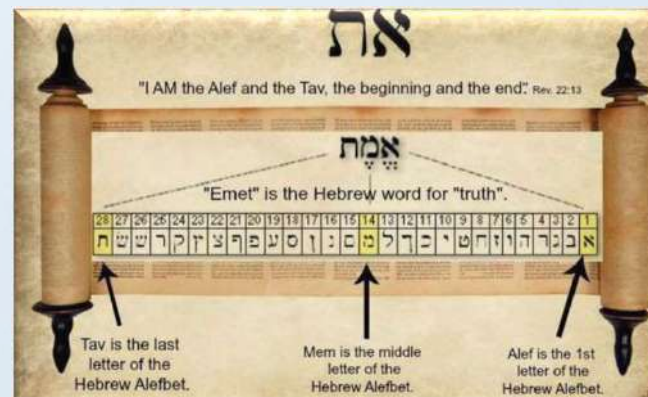 את
"I AM the Alef and the Tav, the beginning and the end". Rev. 22:13
אֱמֶת
"Emet" is the Hebrew word for "truth".
28 27 26 25 24 23 22 21 20 19 18 17 16 15 14 13 12 11 10 9 8 7 6 5 4 3 2 1
א ב ג ד ה ו ז ח ט י כ ך ל מ ם נ ן ס ע פ ף צ ץ ק ר ש ש ת
Tav is the last
letter of the
Hebrew Alefbet.
Mem is the middle
letter of the
Hebrew Alefbet.
Alef is the 1st
letter of the
Hebrew Alefbet.